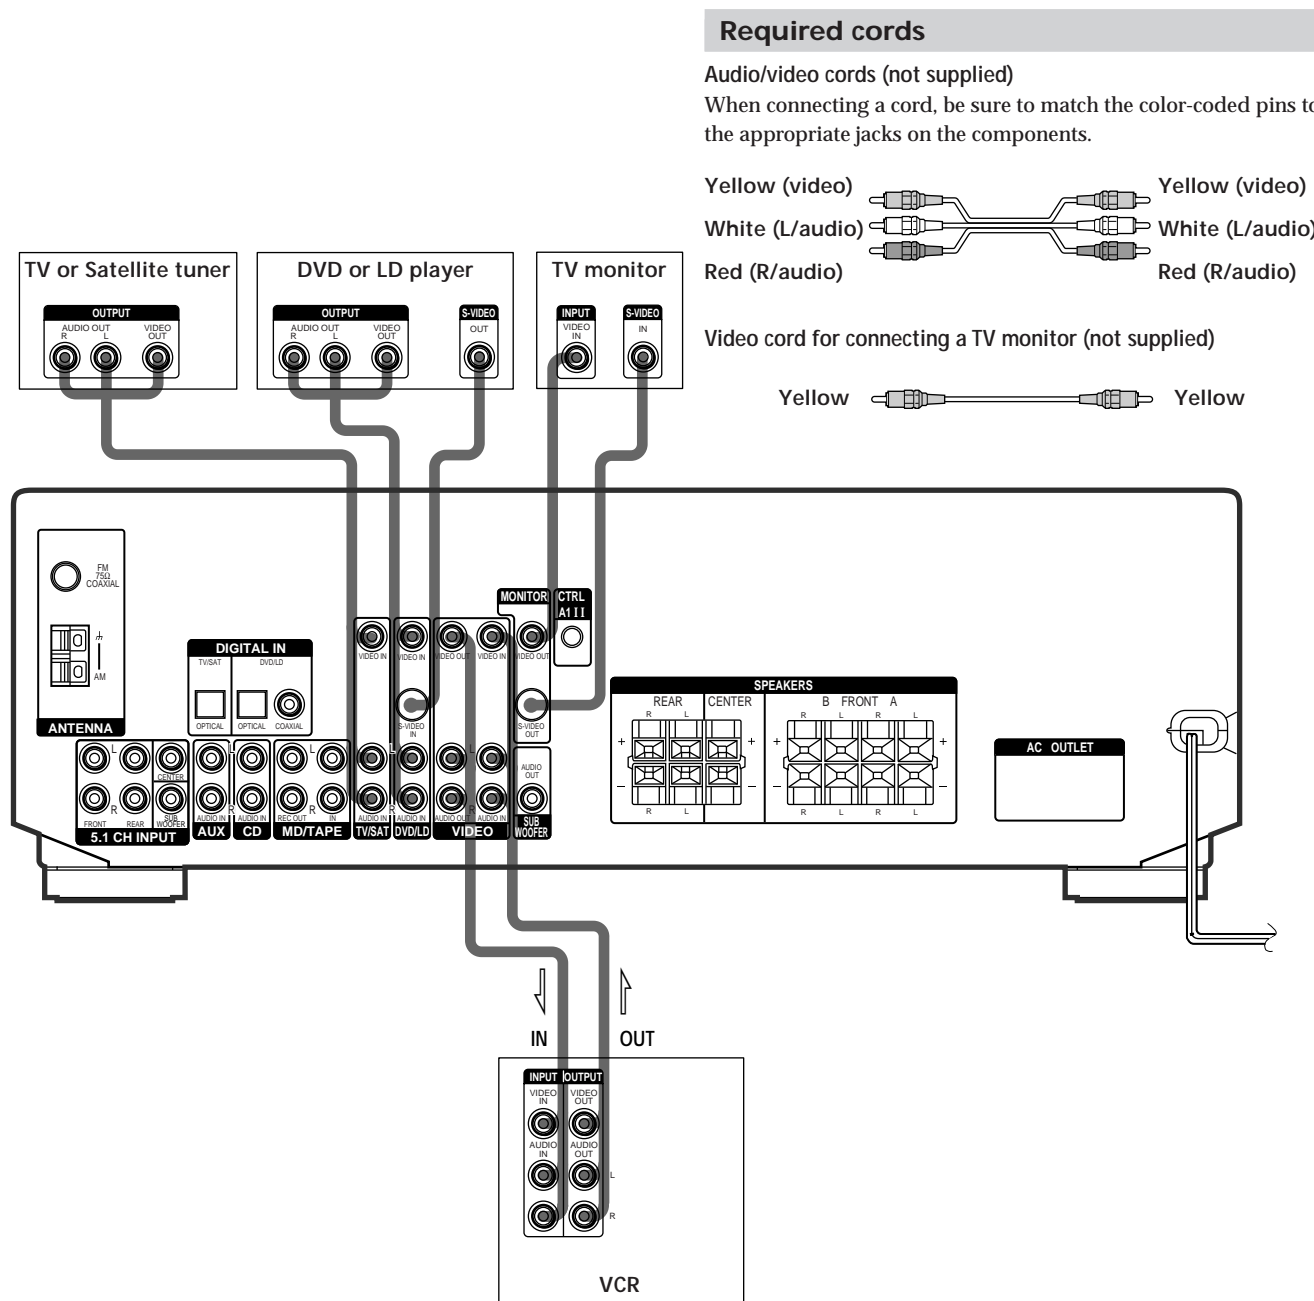 Required cords
Audio/video cords (not supplied)
When connecting a cord, be sure to match the color-coded pins to
the appropriate jacks on the components.
Yellow (video) Yellow (video)
White (L/audio) White (L/audio)
Red (R/audio) Red (R/audio)
Video cord for connecting a TV monitor (not supplied)
Yellow Yellow
TV or Satellite tuner
OUTPUT
AUDIO OUT VIDEO
R L OUT
DVD or LD player
OUTPUT S-VIDEO
AUDIO OUT VIDEO OUT
R L OUT
TV monitor
INPUT S-VIDEO
VIDEO IN
IN
FM
75Ω
COAXIAL
AM
ANTENNA
DIGITAL IN
TV/SAT DVD/LD
OPTICAL OPTICAL COAXIAL
MONITOR CTRL
A1 II
VIDEO IN VIDEO IN VIDEO OUT VIDEO IN VIDEO OUT
S-VIDEO S-VIDEO
IN OUT
L L L L L
CENTER
AUDIO
OUT
R R R R R
FRONT REAR SUB
WOOFER
AUDIO IN AUDIO IN REC OUT IN AUDIO IN AUDIO IN AUDIO OUT AUDIO IN
5.1 CH INPUT AUX CD MD/TAPE TV/SAT DVD/LD VIDEO SUB
WOOFER
SPEAKERS
REAR CENTER B FRONT A
R L R L R L
+ + + +
– – – –
R L R L R L
AC OUTLET
IN OUT
INPUT OUTPUT
VIDEO VIDEO
IN OUT
AUDIO AUDIO
IN OUT
L
R
VCR